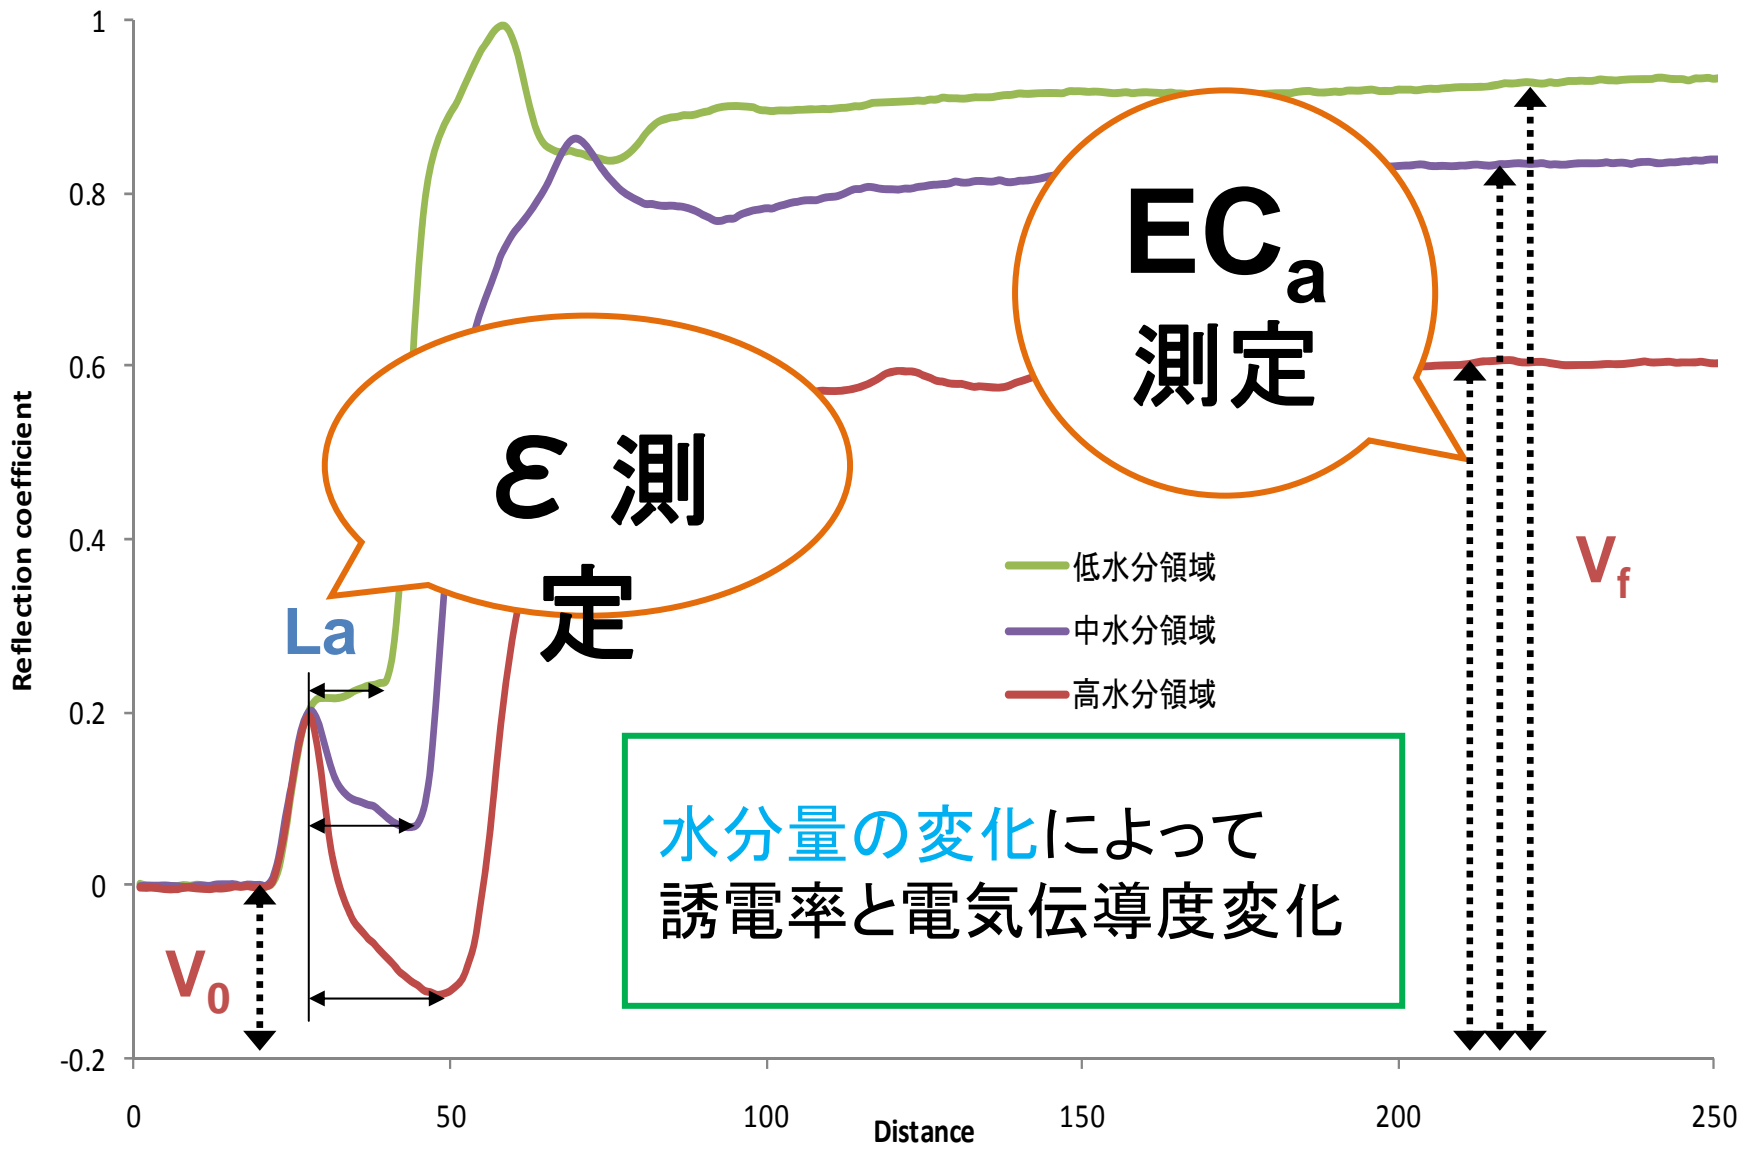 1
0.8
0.6
0.4
0.2
0
-0.2
Reflection coefficient
0
50
100
150
200
250
Distance
ε 測
定
ECa
測定
La
V0
Vf
低水分領域
中水分領域
高水分領域
水分量の変化によって
誘電率と電気伝導度変化